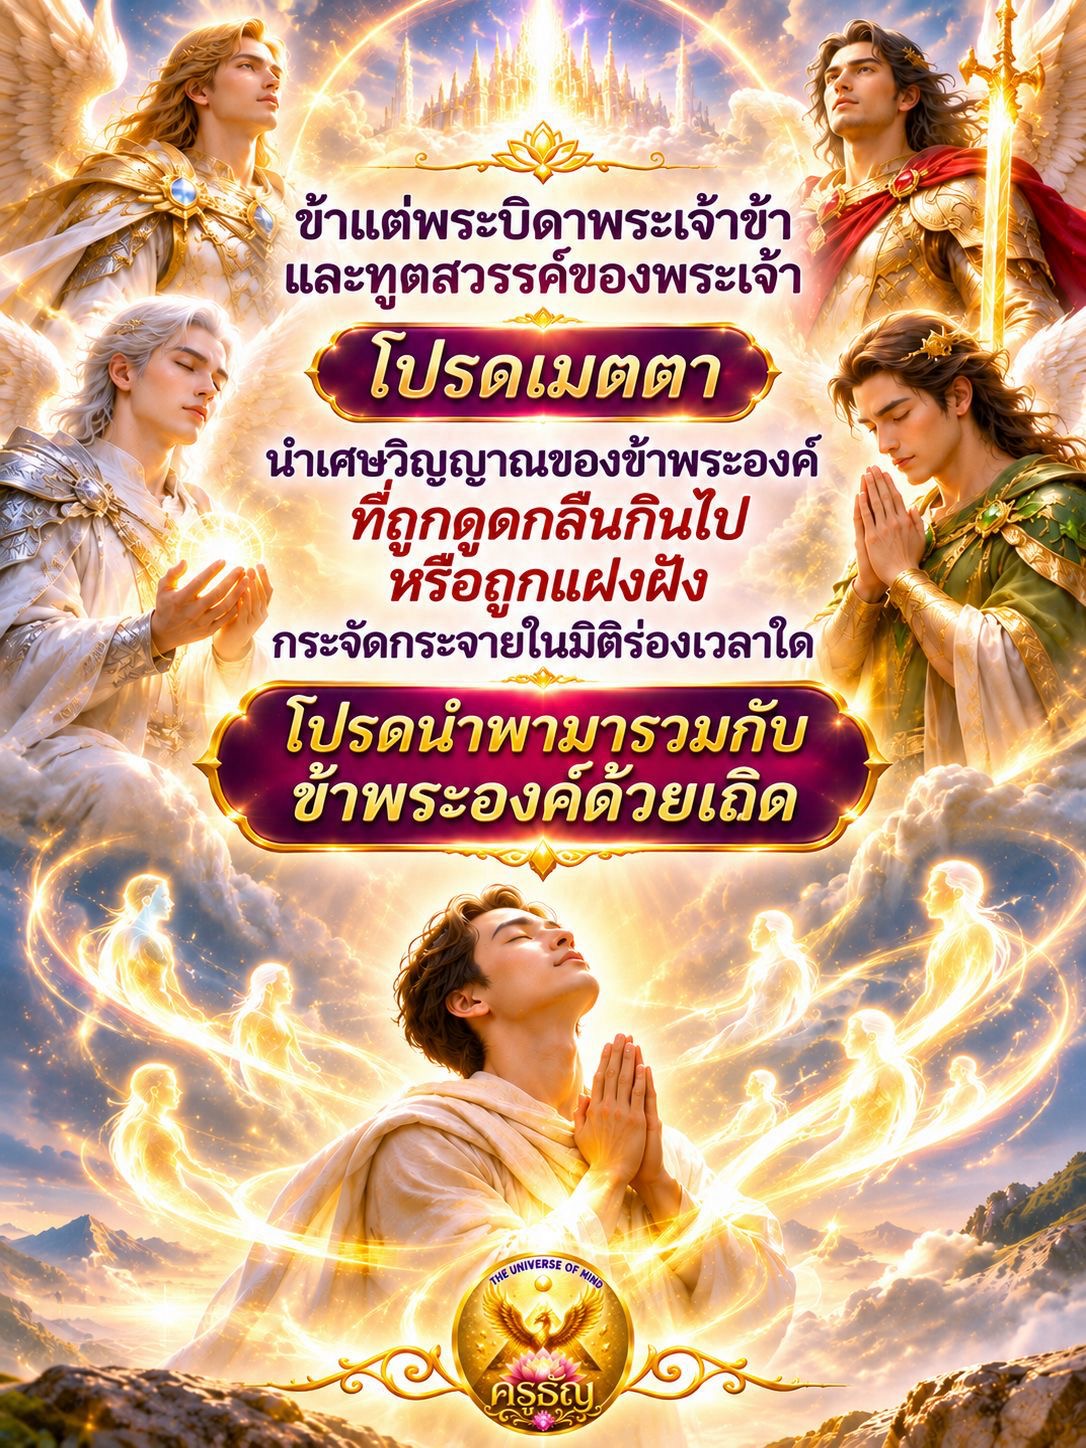 ข้าแต่พระบิดาพระเจ้าข้า
และทูตสวรรค์ของพระเจ้า
โปรดเมตตา
นำเศษวิญญาณของข้าพระองค์
ที่ถูกดูดกลืนกินไป
หรือถูกแฝงฝัง
กระจัดกระจายในมิติร่องเวลาใด
โปรดนำพามารวมกับ
ข้าพระองค์ด้วยเถิด
THE UNIVERSE OF MIND
ครูธัญ